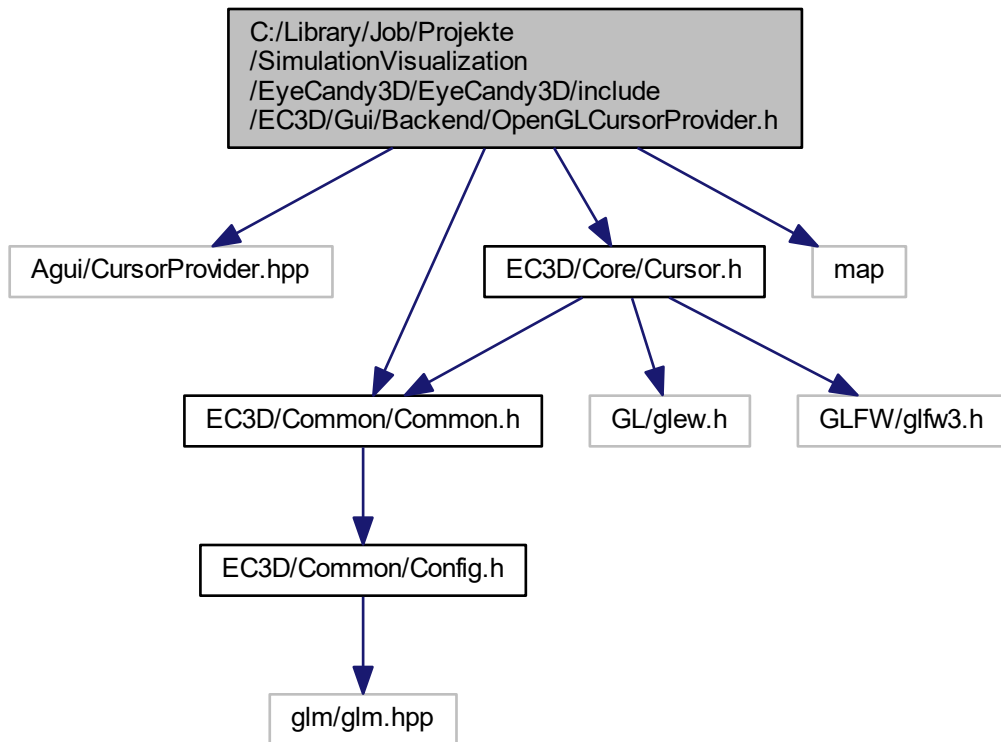 C:/Library/Job/Projekte
/SimulationVisualization
/EyeCandy3D/EyeCandy3D/include
/EC3D/Gui/Backend/OpenGLCursorProvider.h
Agui/CursorProvider.hpp
EC3D/Core/Cursor.h
map
EC3D/Common/Common.h
GL/glew.h
GLFW/glfw3.h
EC3D/Common/Config.h
glm/glm.hpp